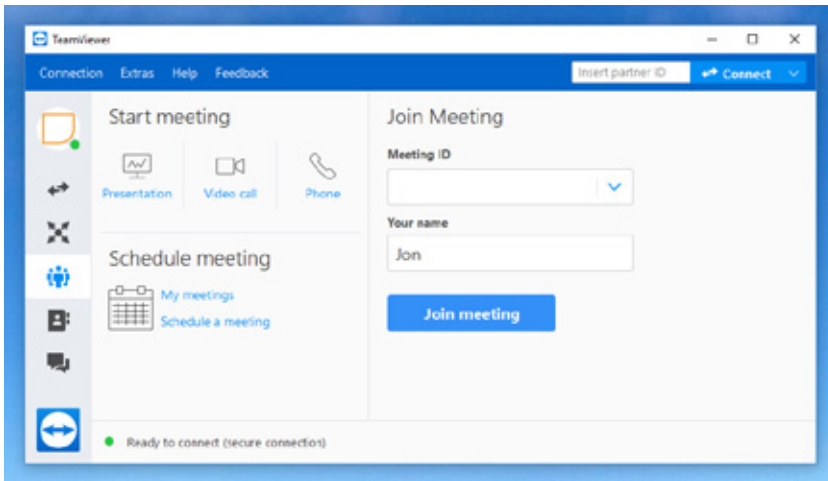 TeamViewer
Connection Extras Help Feedback
Insert partner ID
Connect
Start meeting
Presentation Video call Phone
Schedule meeting
My meetings
Schedule a meeting
Join Meeting
Meeting ID
Your name
Jon
Join meeting
Ready to connect (secure connection)